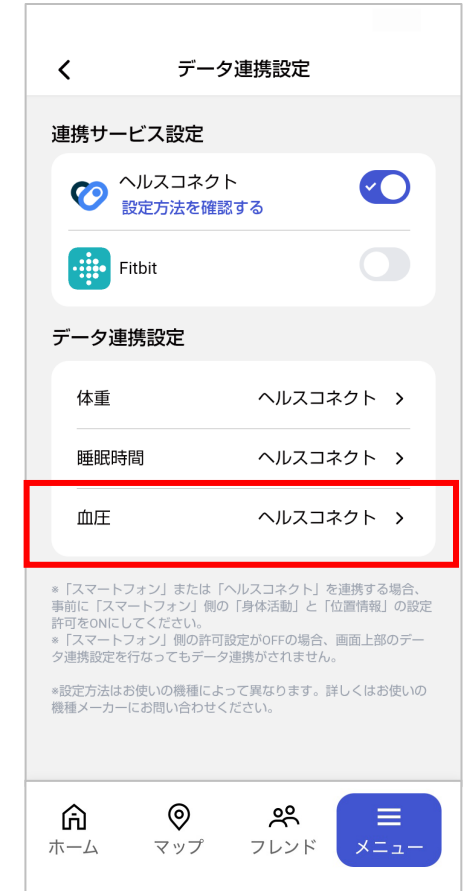 データ連携設定
連携サービス設定
ヘルスコネクト
設定方法を確認する
Fitbit
データ連携設定
体重 ヘルスコネクト
睡眠時間 ヘルスコネクト
血圧 ヘルスコネクト
※「スマートフォン」または「ヘルスコネクト」を連携する場合、
事前に「スマートフォン」側の「身体活動」と「位置情報」の設定
許可をONにしてください。
※「スマートフォン」側の許可設定がOFFの場合、画面上部のデー
タ連携設定を行なってもデータ連携がされません。
※設定方法はお使いの機種によって異なります。詳しくはお使いの
機種メーカーにお問い合わせください。
ホーム マップ フレンド メニュー